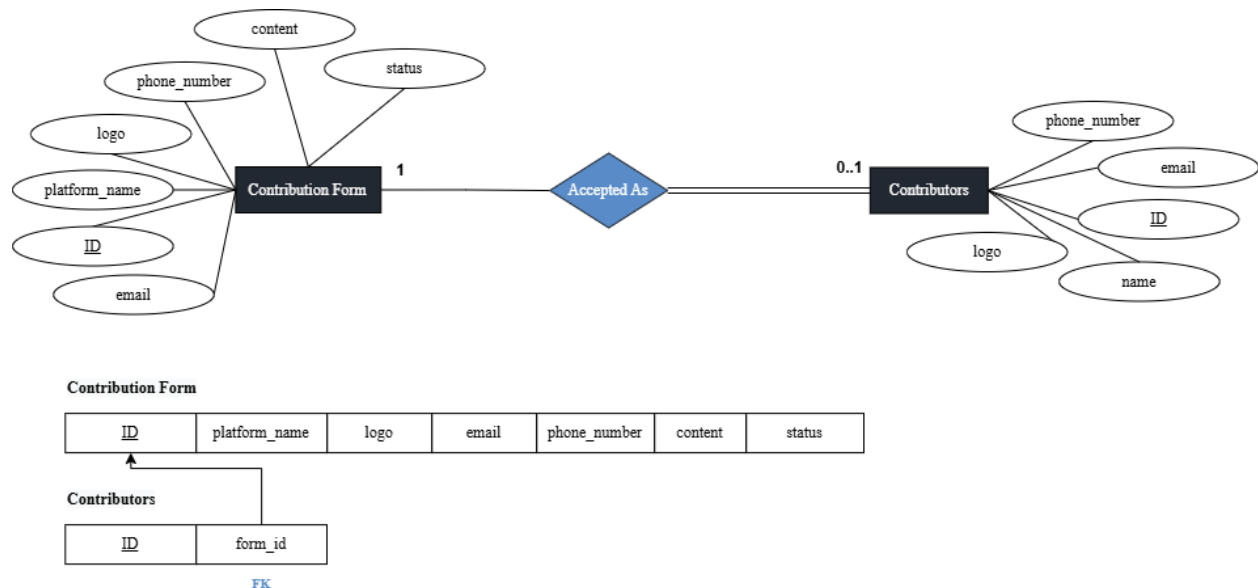 content
status
phone_number
logo
platform_name
ID
email
Contribution Form
1
Accepted As
0..1
Contributors
phone_number
email
ID
name
logo
Contribution Form
ID platform_name logo email phone_number content status
Contributors
ID form_id
FK